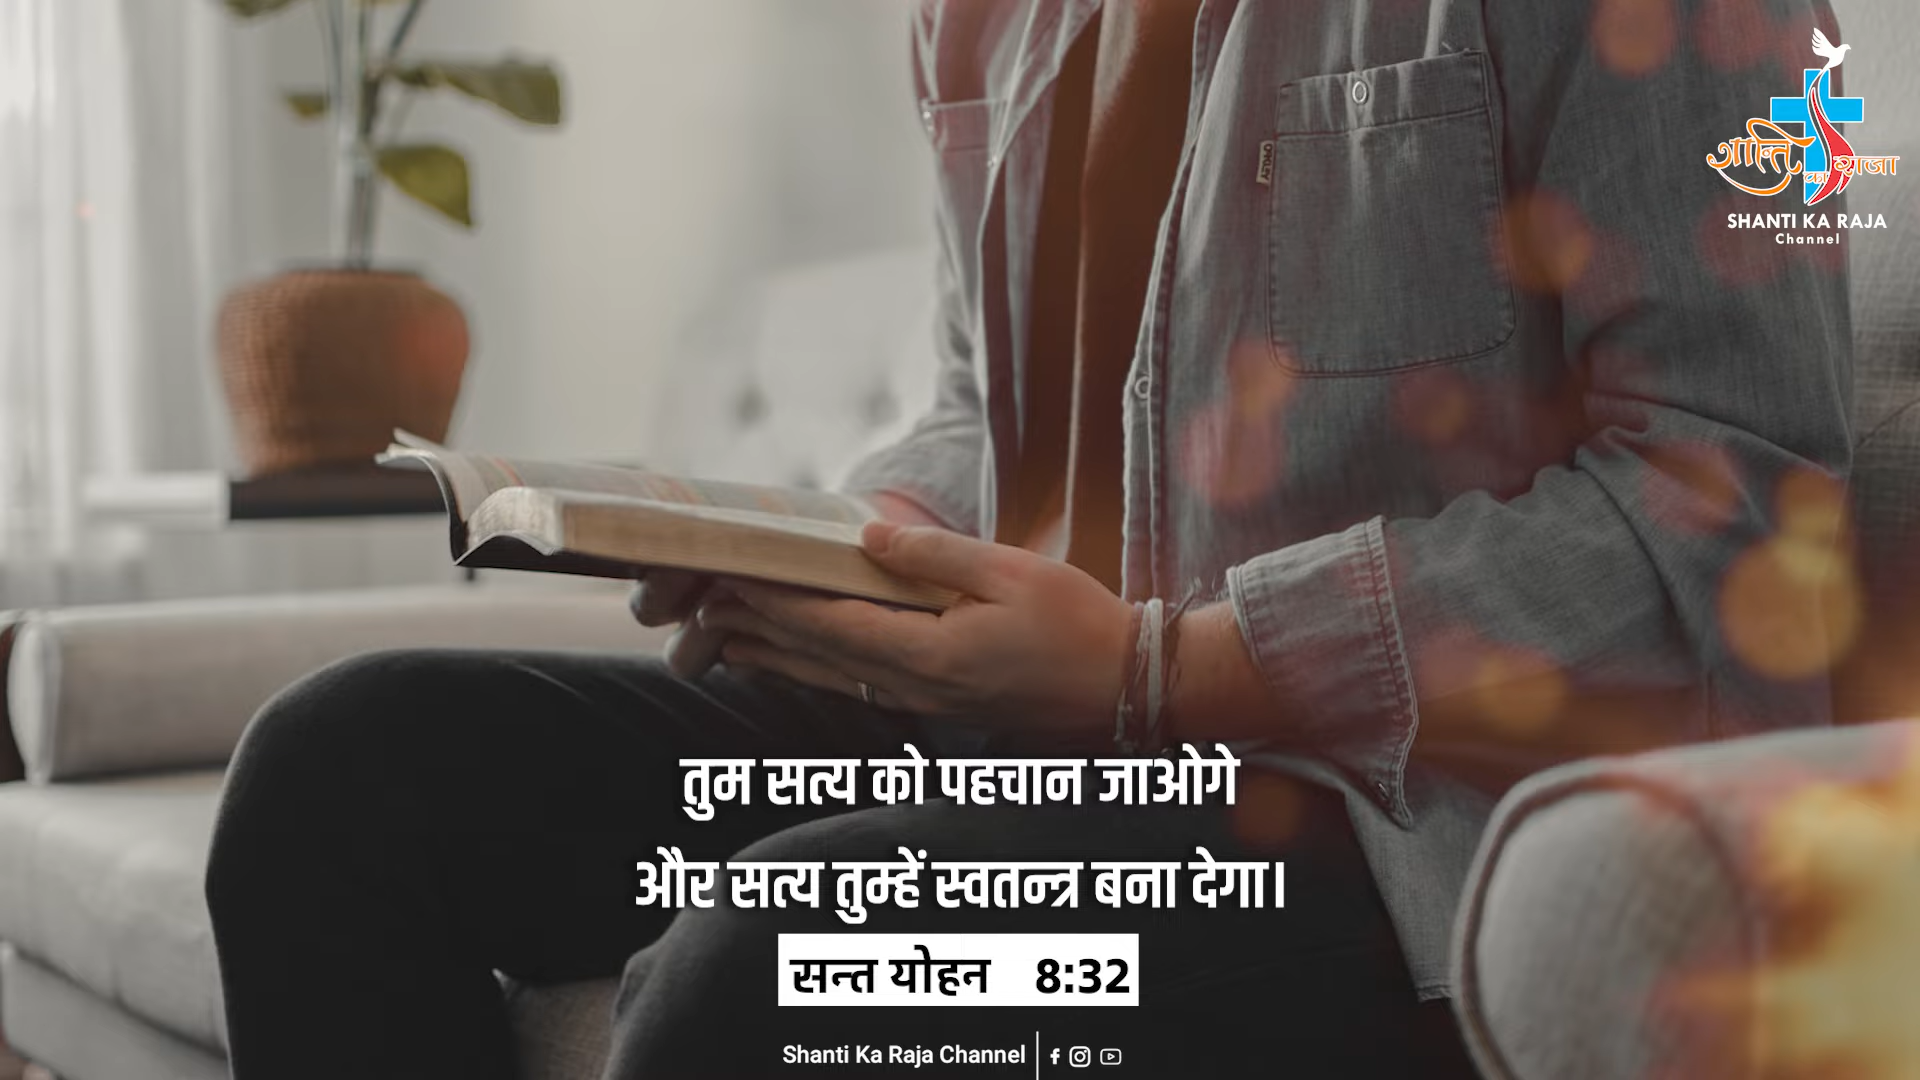 शान्ति का राजा
SHANTI KA RAJA
Channel
तुम सत्य को पहचान जाओगे
और सत्य तुम्हें स्वतन्त्र बना देगा।
सन्त योहन 8:32
Shanti Ka Raja Channel